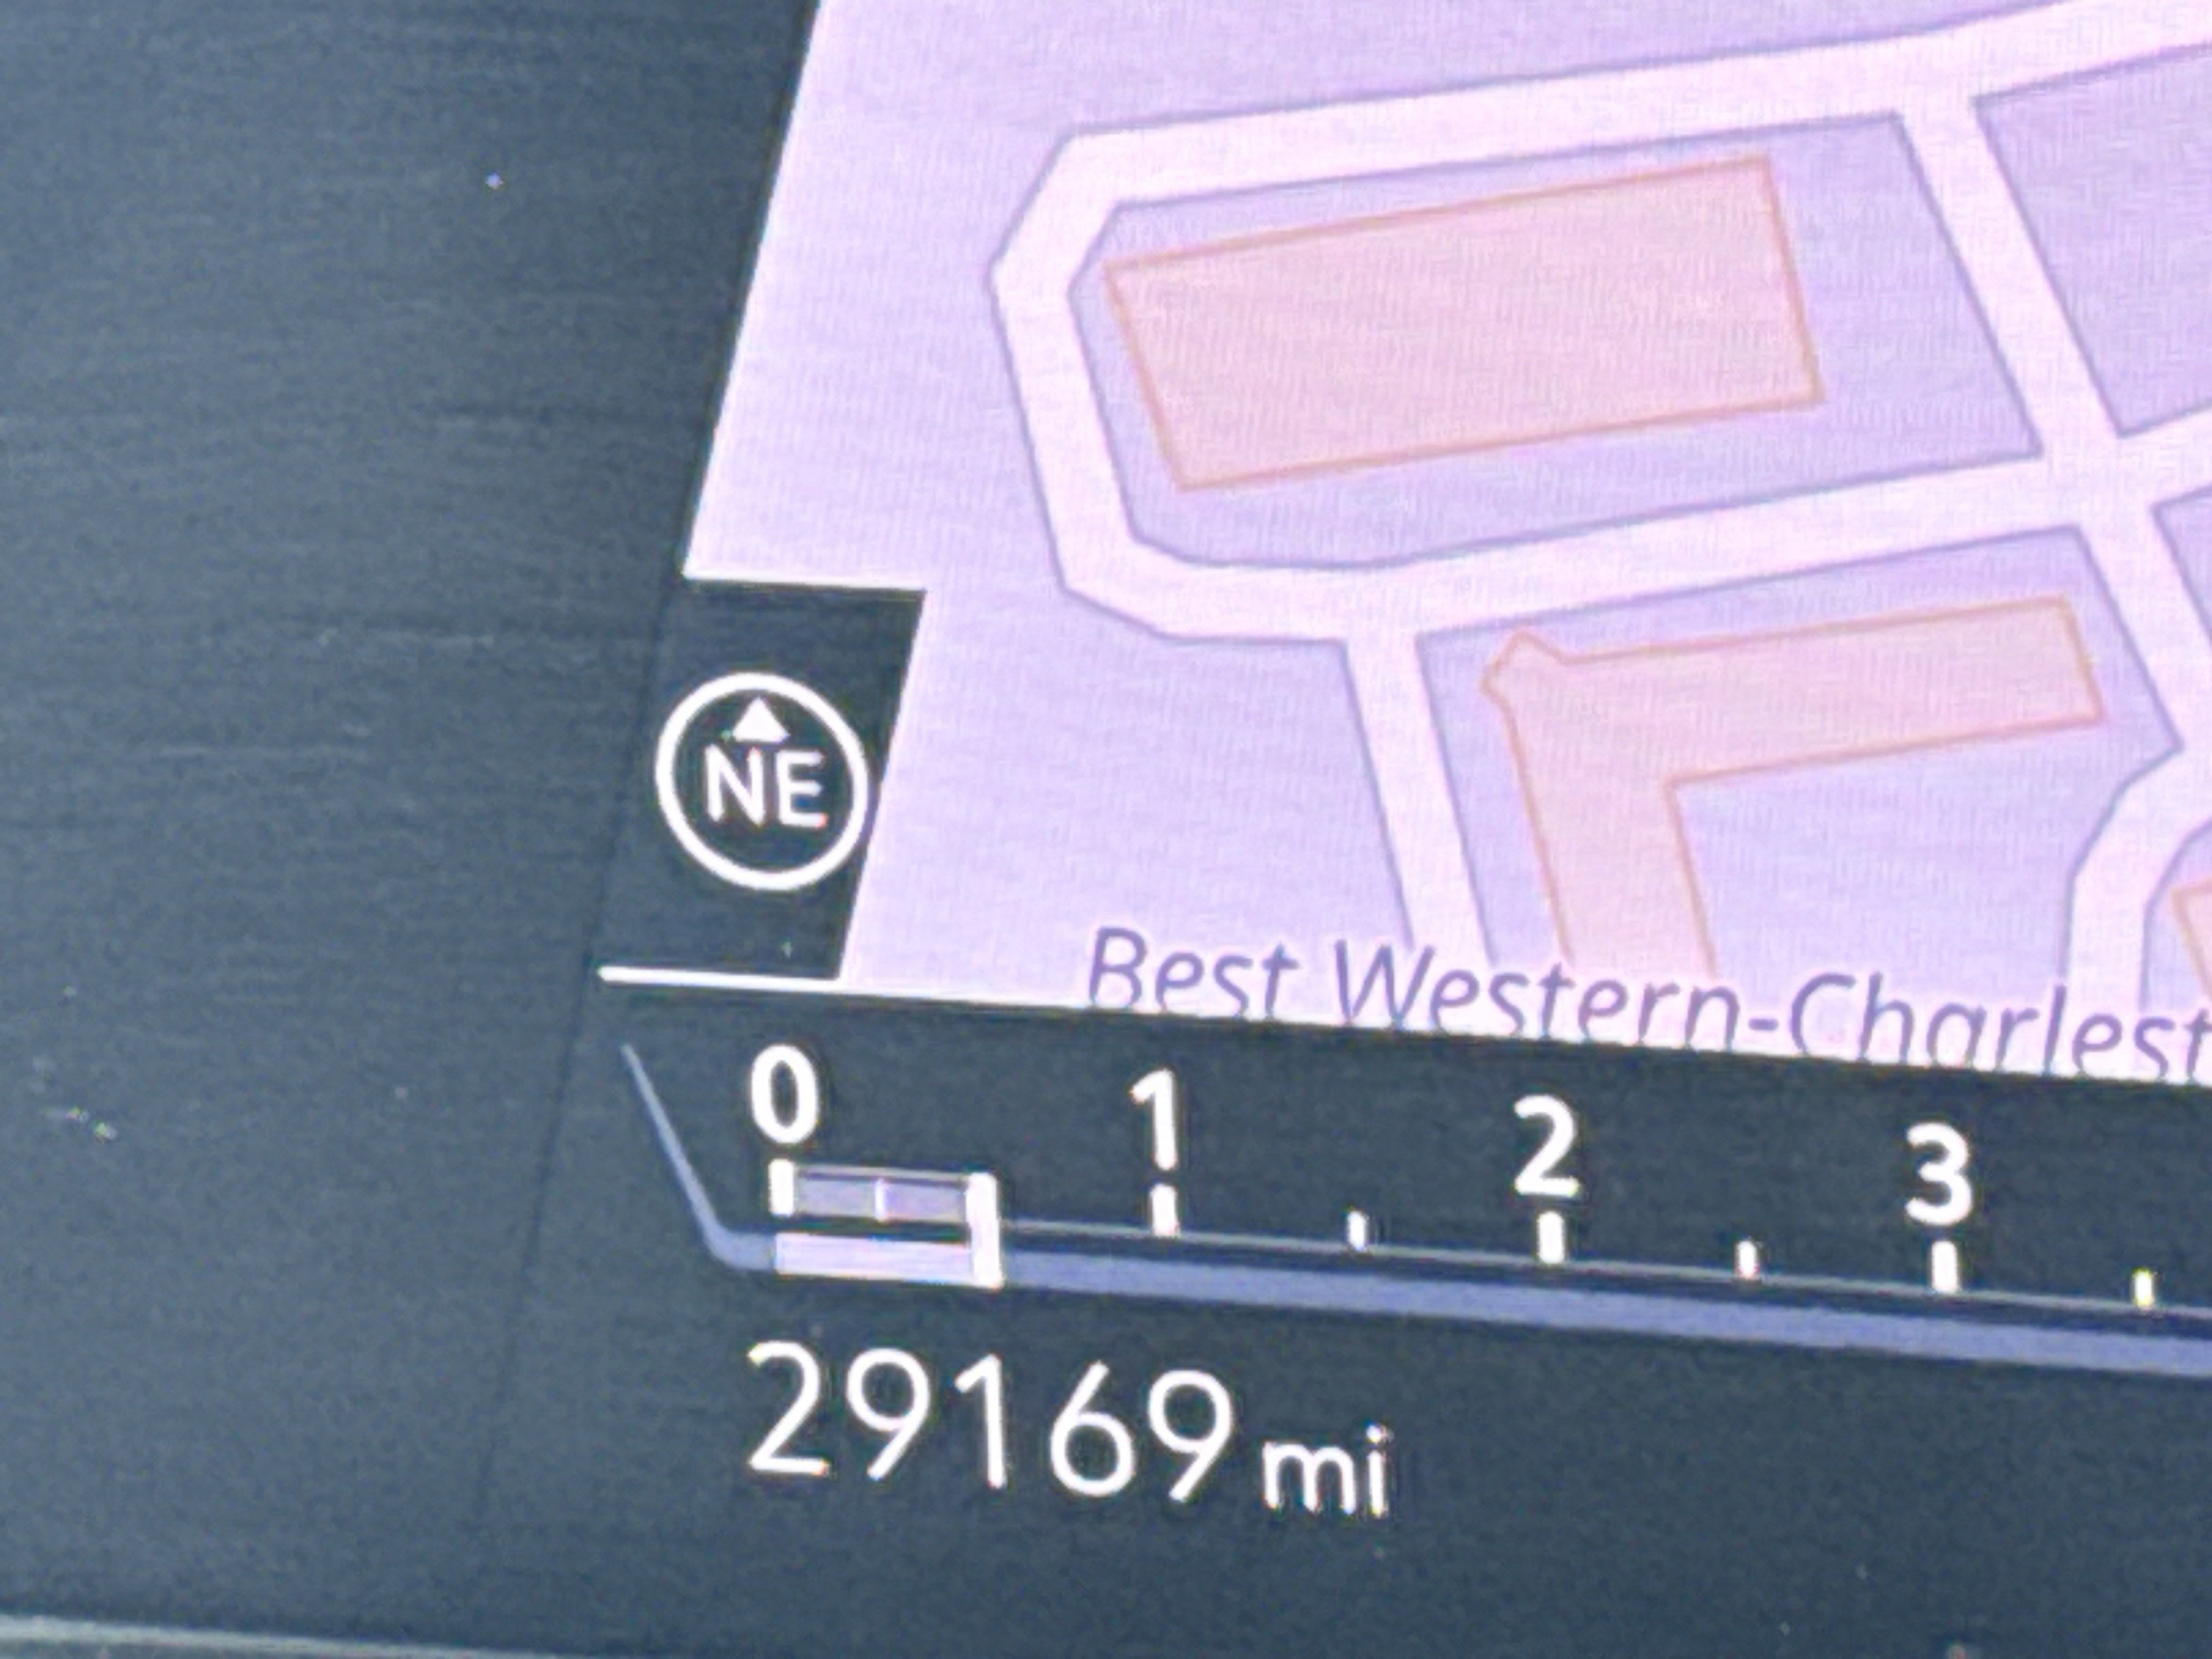 NE
Best Western-Charlest
0 1 2 3
29169 mi